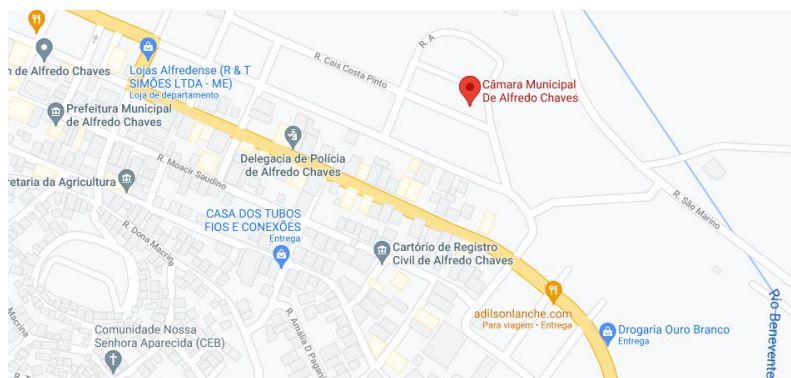 R. Cais Costa Pinto
R. A
n de Alfredo Chaves
Lojas Alfredense (R & T
SIMÕES LTDA - ME)
Loja de departamento
Câmara Municipal
De Alfredo Chaves
Prefeitura Municipal
de Alfredo Chaves
R. Moacir Saudino
Delegacia de Polícia
de Alfredo Chaves
retaria da Agricultura
R. São Marino
CASA DOS TUBOS
FIOS E CONEXÕES
Entrega
R. Dona Macrina
Cartório de Registro
Civil de Alfredo Chaves
Macrina
R. Amália D Pagani
adilsonlanche.com
Para viagem • Entrega
Drogaria Ouro Branco
Entrega
Rio Benevente
Comunidade Nossa
Senhora Aparecida (CEB)